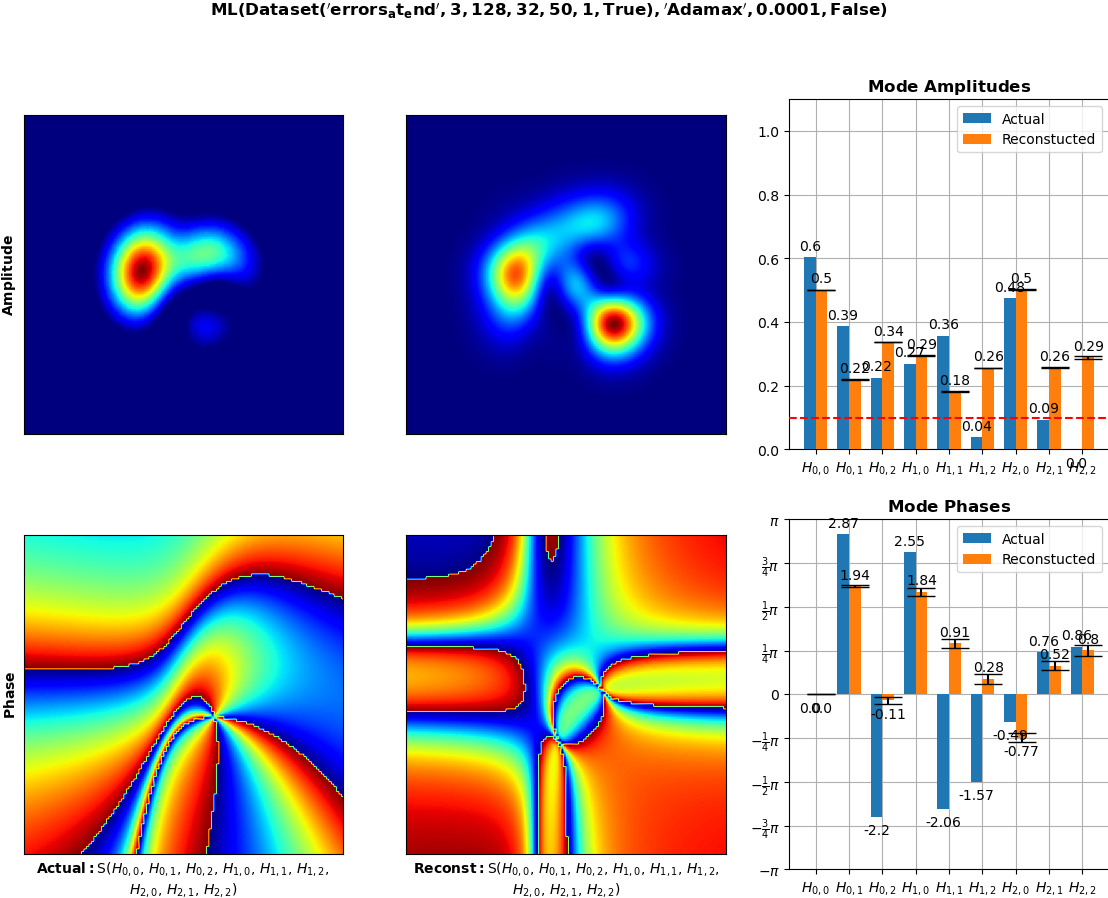 ML(Dataset('errors_at_end', 3, 128, 32, 50, 1, True), 'Adamax', 0.0001, False)
Amplitude
Mode Amplitudes
Actual
Reconstucted
1.0
0.8
0.6
0.4
0.2
0.0
0.6
0.5
0.39
0.22
0.22
0.34
0.27
0.29
0.36
0.18
0.04
0.26
0.48
0.5
0.09
0.26
0.0
0.29
H0,0 H0,1 H0,2 H1,0 H1,1 H1,2 H2,0 H2,1 H2,2
Phase
Mode Phases
Actual
Reconstucted
π
3/4π
1/2π
1/4π
0
−1/4π
−1/2π
−3/4π
−π
0.0
0.0
2.87
1.94
-2.2
-0.11
2.55
1.84
-2.06
0.91
-1.57
0.28
-0.49
-0.77
0.76
0.52
0.86
0.8
H0,0 H0,1 H0,2 H1,0 H1,1 H1,2 H2,0 H2,1 H2,2
Actual: S(H0,0, H0,1, H0,2, H1,0, H1,1, H1,2,
H2,0, H2,1, H2,2)
Reconst: S(H0,0, H0,1, H0,2, H1,0, H1,1, H1,2,
H2,0, H2,1, H2,2)